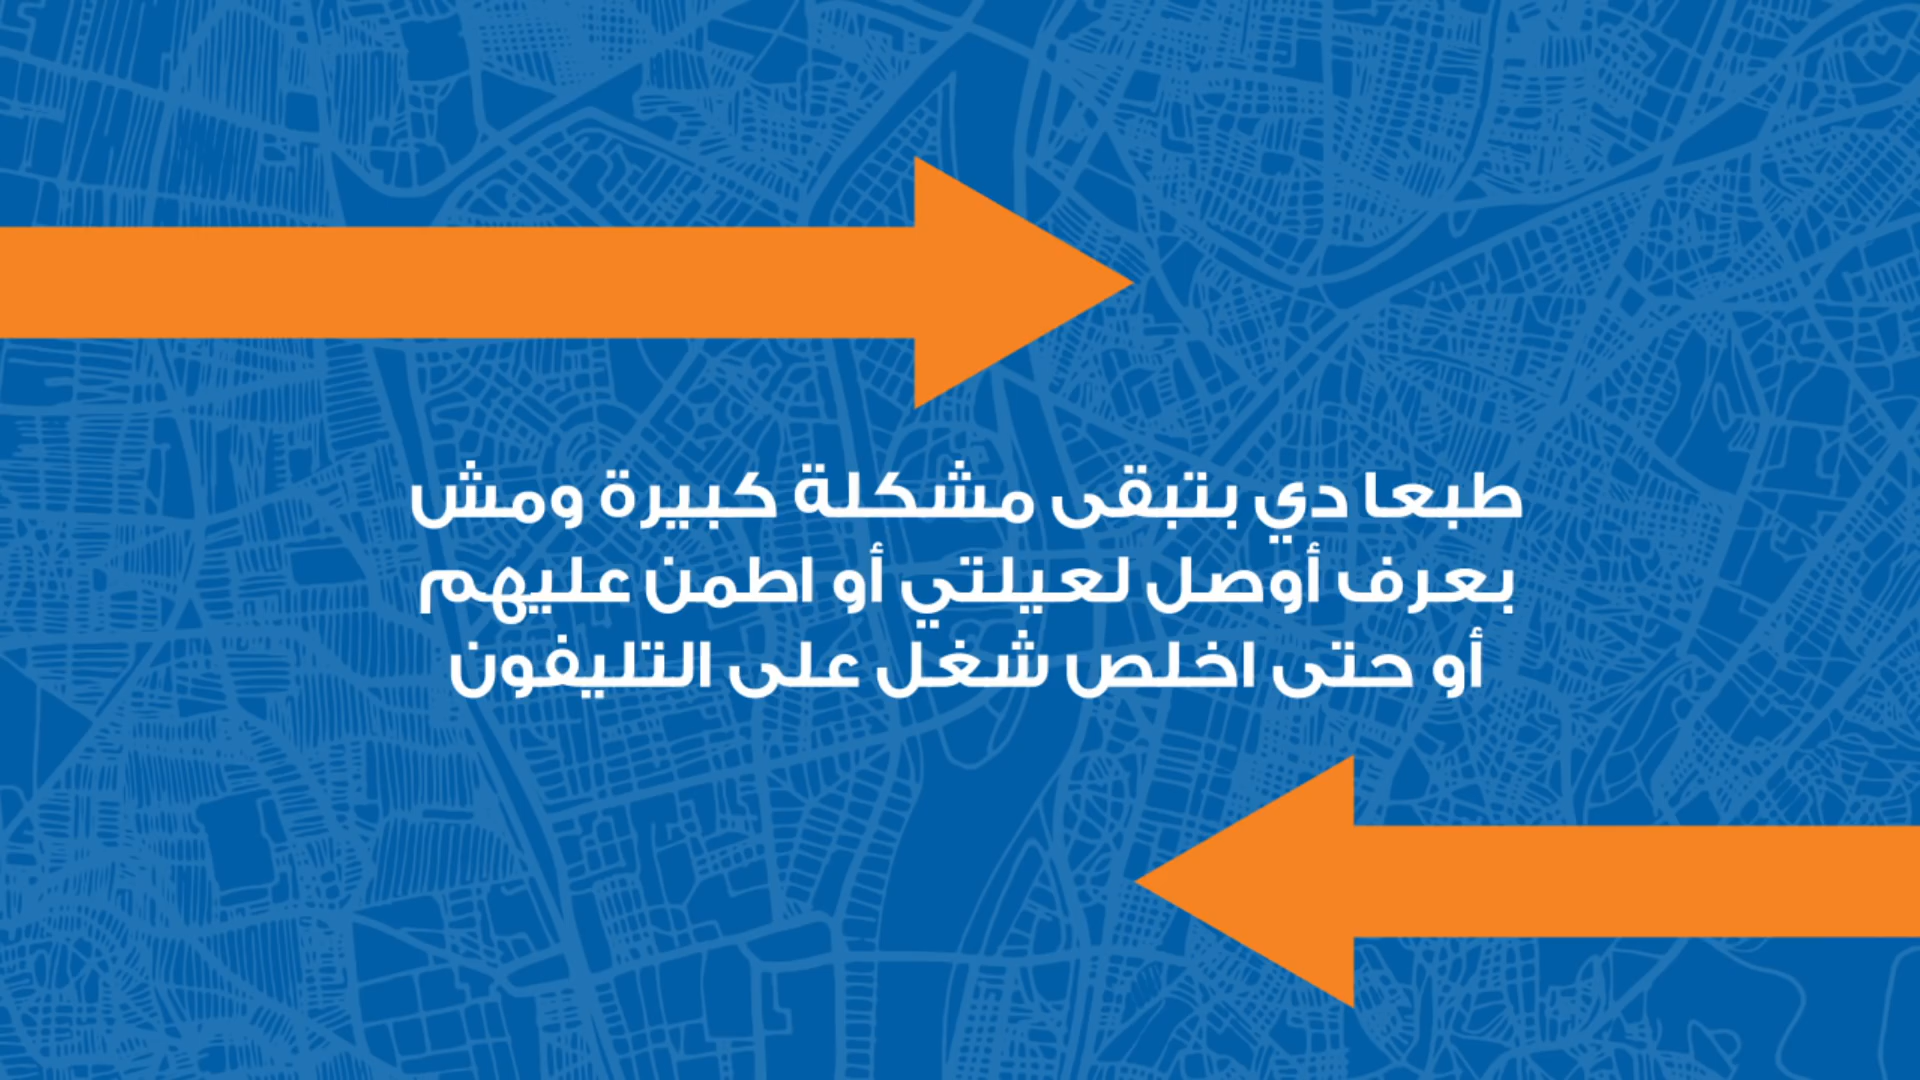 طبعا دي بتبقى مشكلة كبيرة ومش
بعرف أوصل لعيلتي أو اطمن عليهم
أو حتى اخلص شغل على التليفون